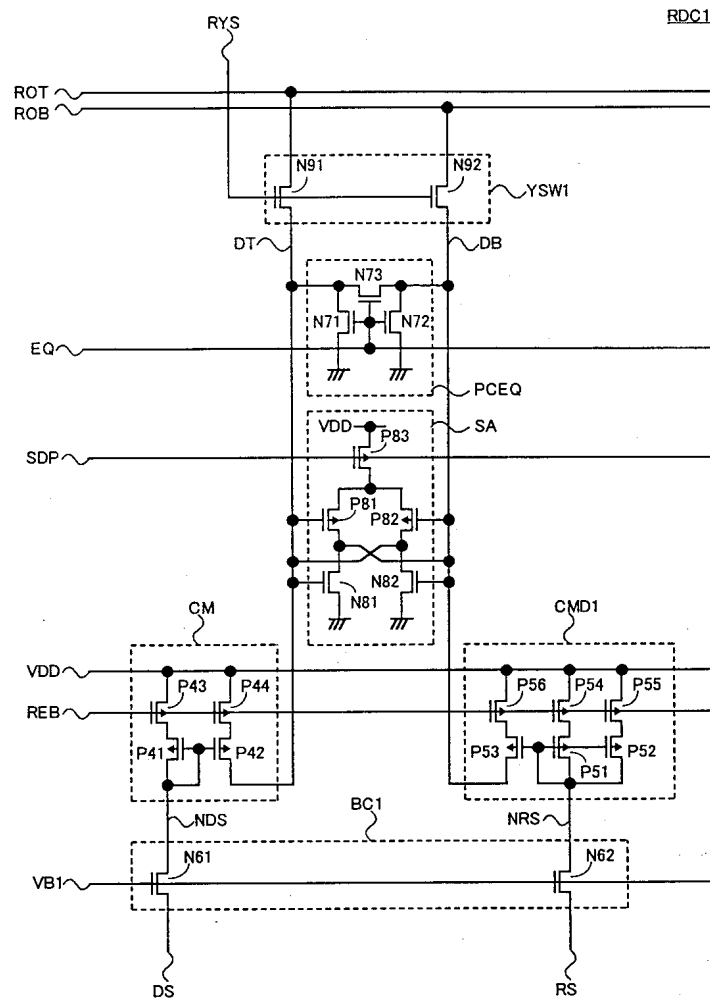 RDC1
RYS
ROT
ROB
N91
N92
YSW1
DT
DB
N73
N71
N72
EQ
PCEQ
SA
VDD
P83
SDP
P81
P82
N81
N82
CM
CMD1
VDD
P43
P44
P56
P54
P55
REB
P41
P42
P53
P51
P52
BC1
NDS
NRS
N61
N62
VB1
DS
RS